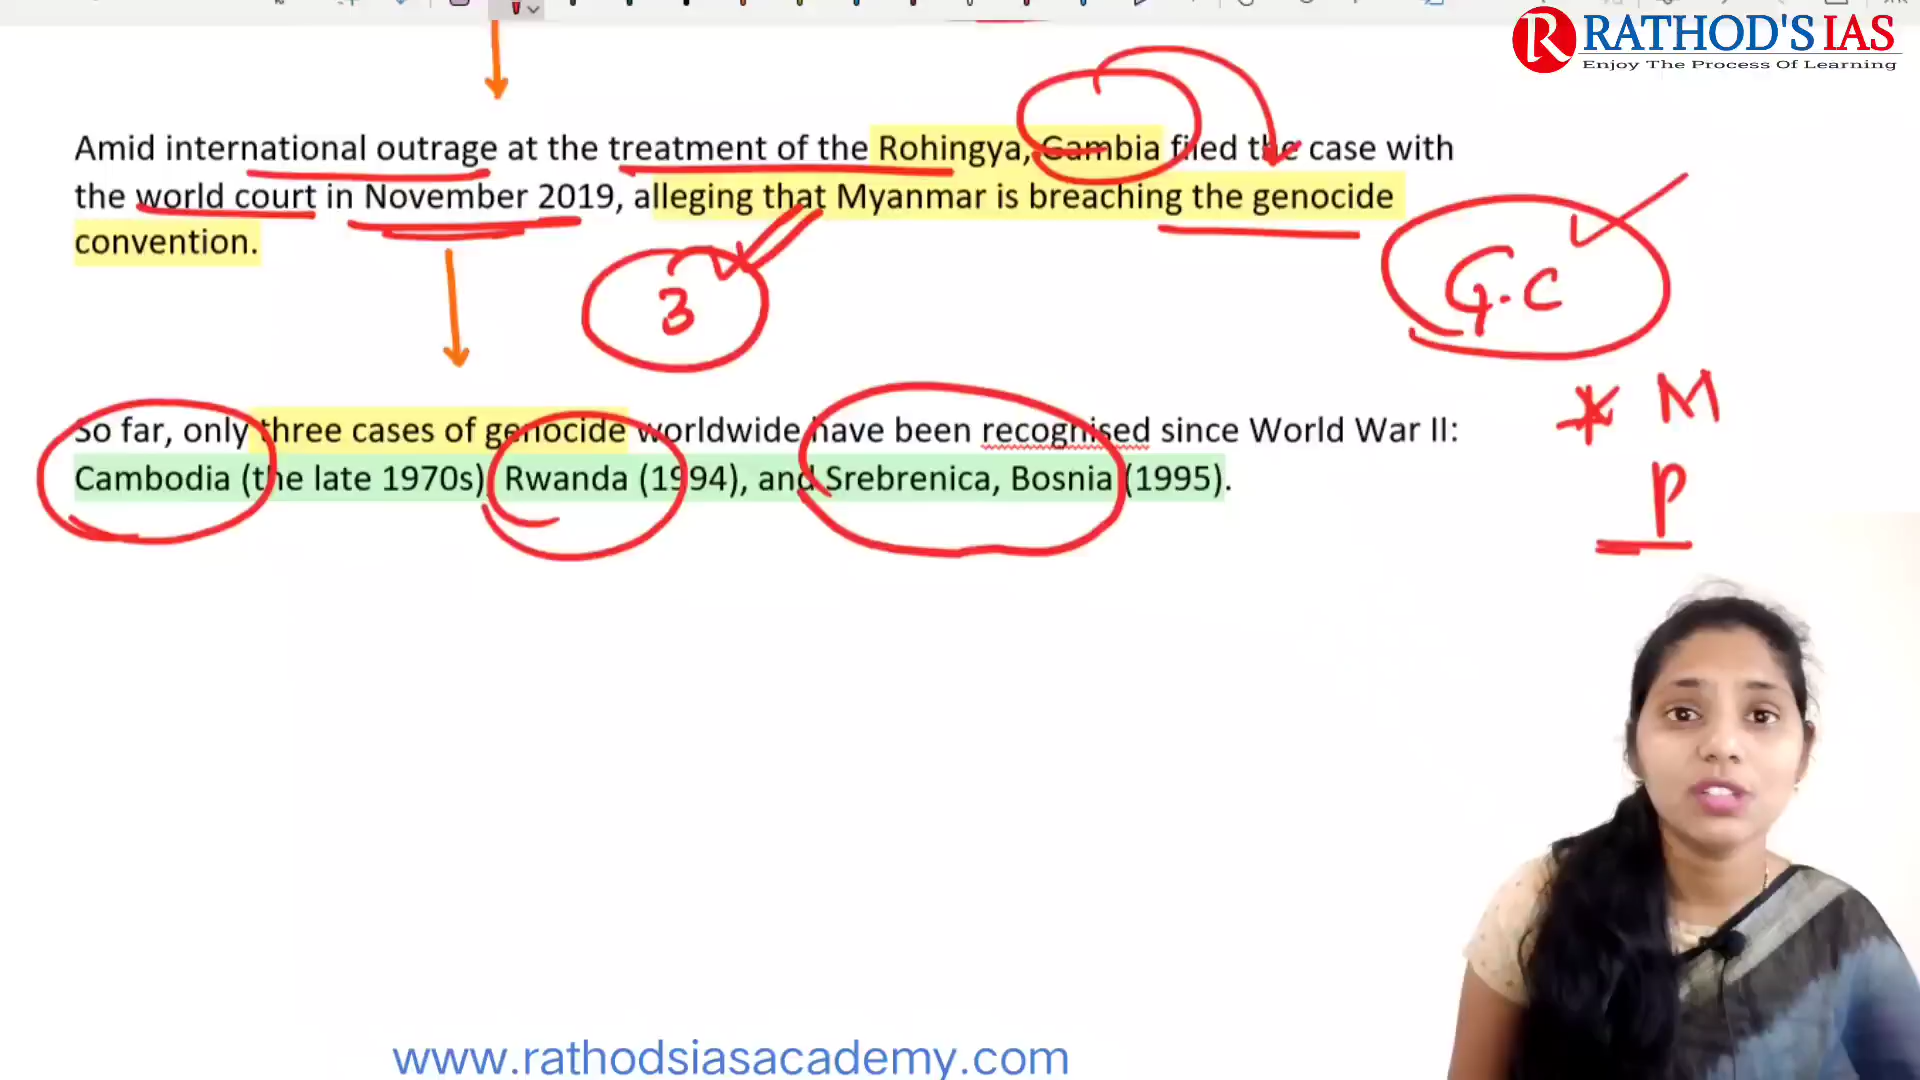 RATHOD'S IAS
Enjoy The Process Of Learning
Amid international outrage at the treatment of the Rohingya, Gambia filed the case with
the world court in November 2019, alleging that Myanmar is breaching the genocide
convention.
3
G.C
* M
P
So far, only three cases of genocide worldwide have been recognised since World War II:
Cambodia (the late 1970s), Rwanda (1994), and Srebrenica, Bosnia (1995).
www.rathodsiasacademy.com